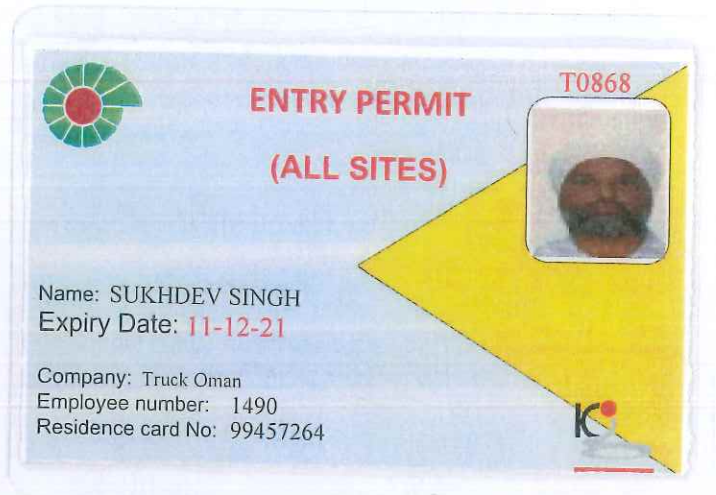 T0868
ENTRY PERMIT
(ALL SITES)
Name: SUKHDEV SINGH
Expiry Date: 11-12-21
Company: Truck Oman
Employee number: 1490
Residence card No: 99457264